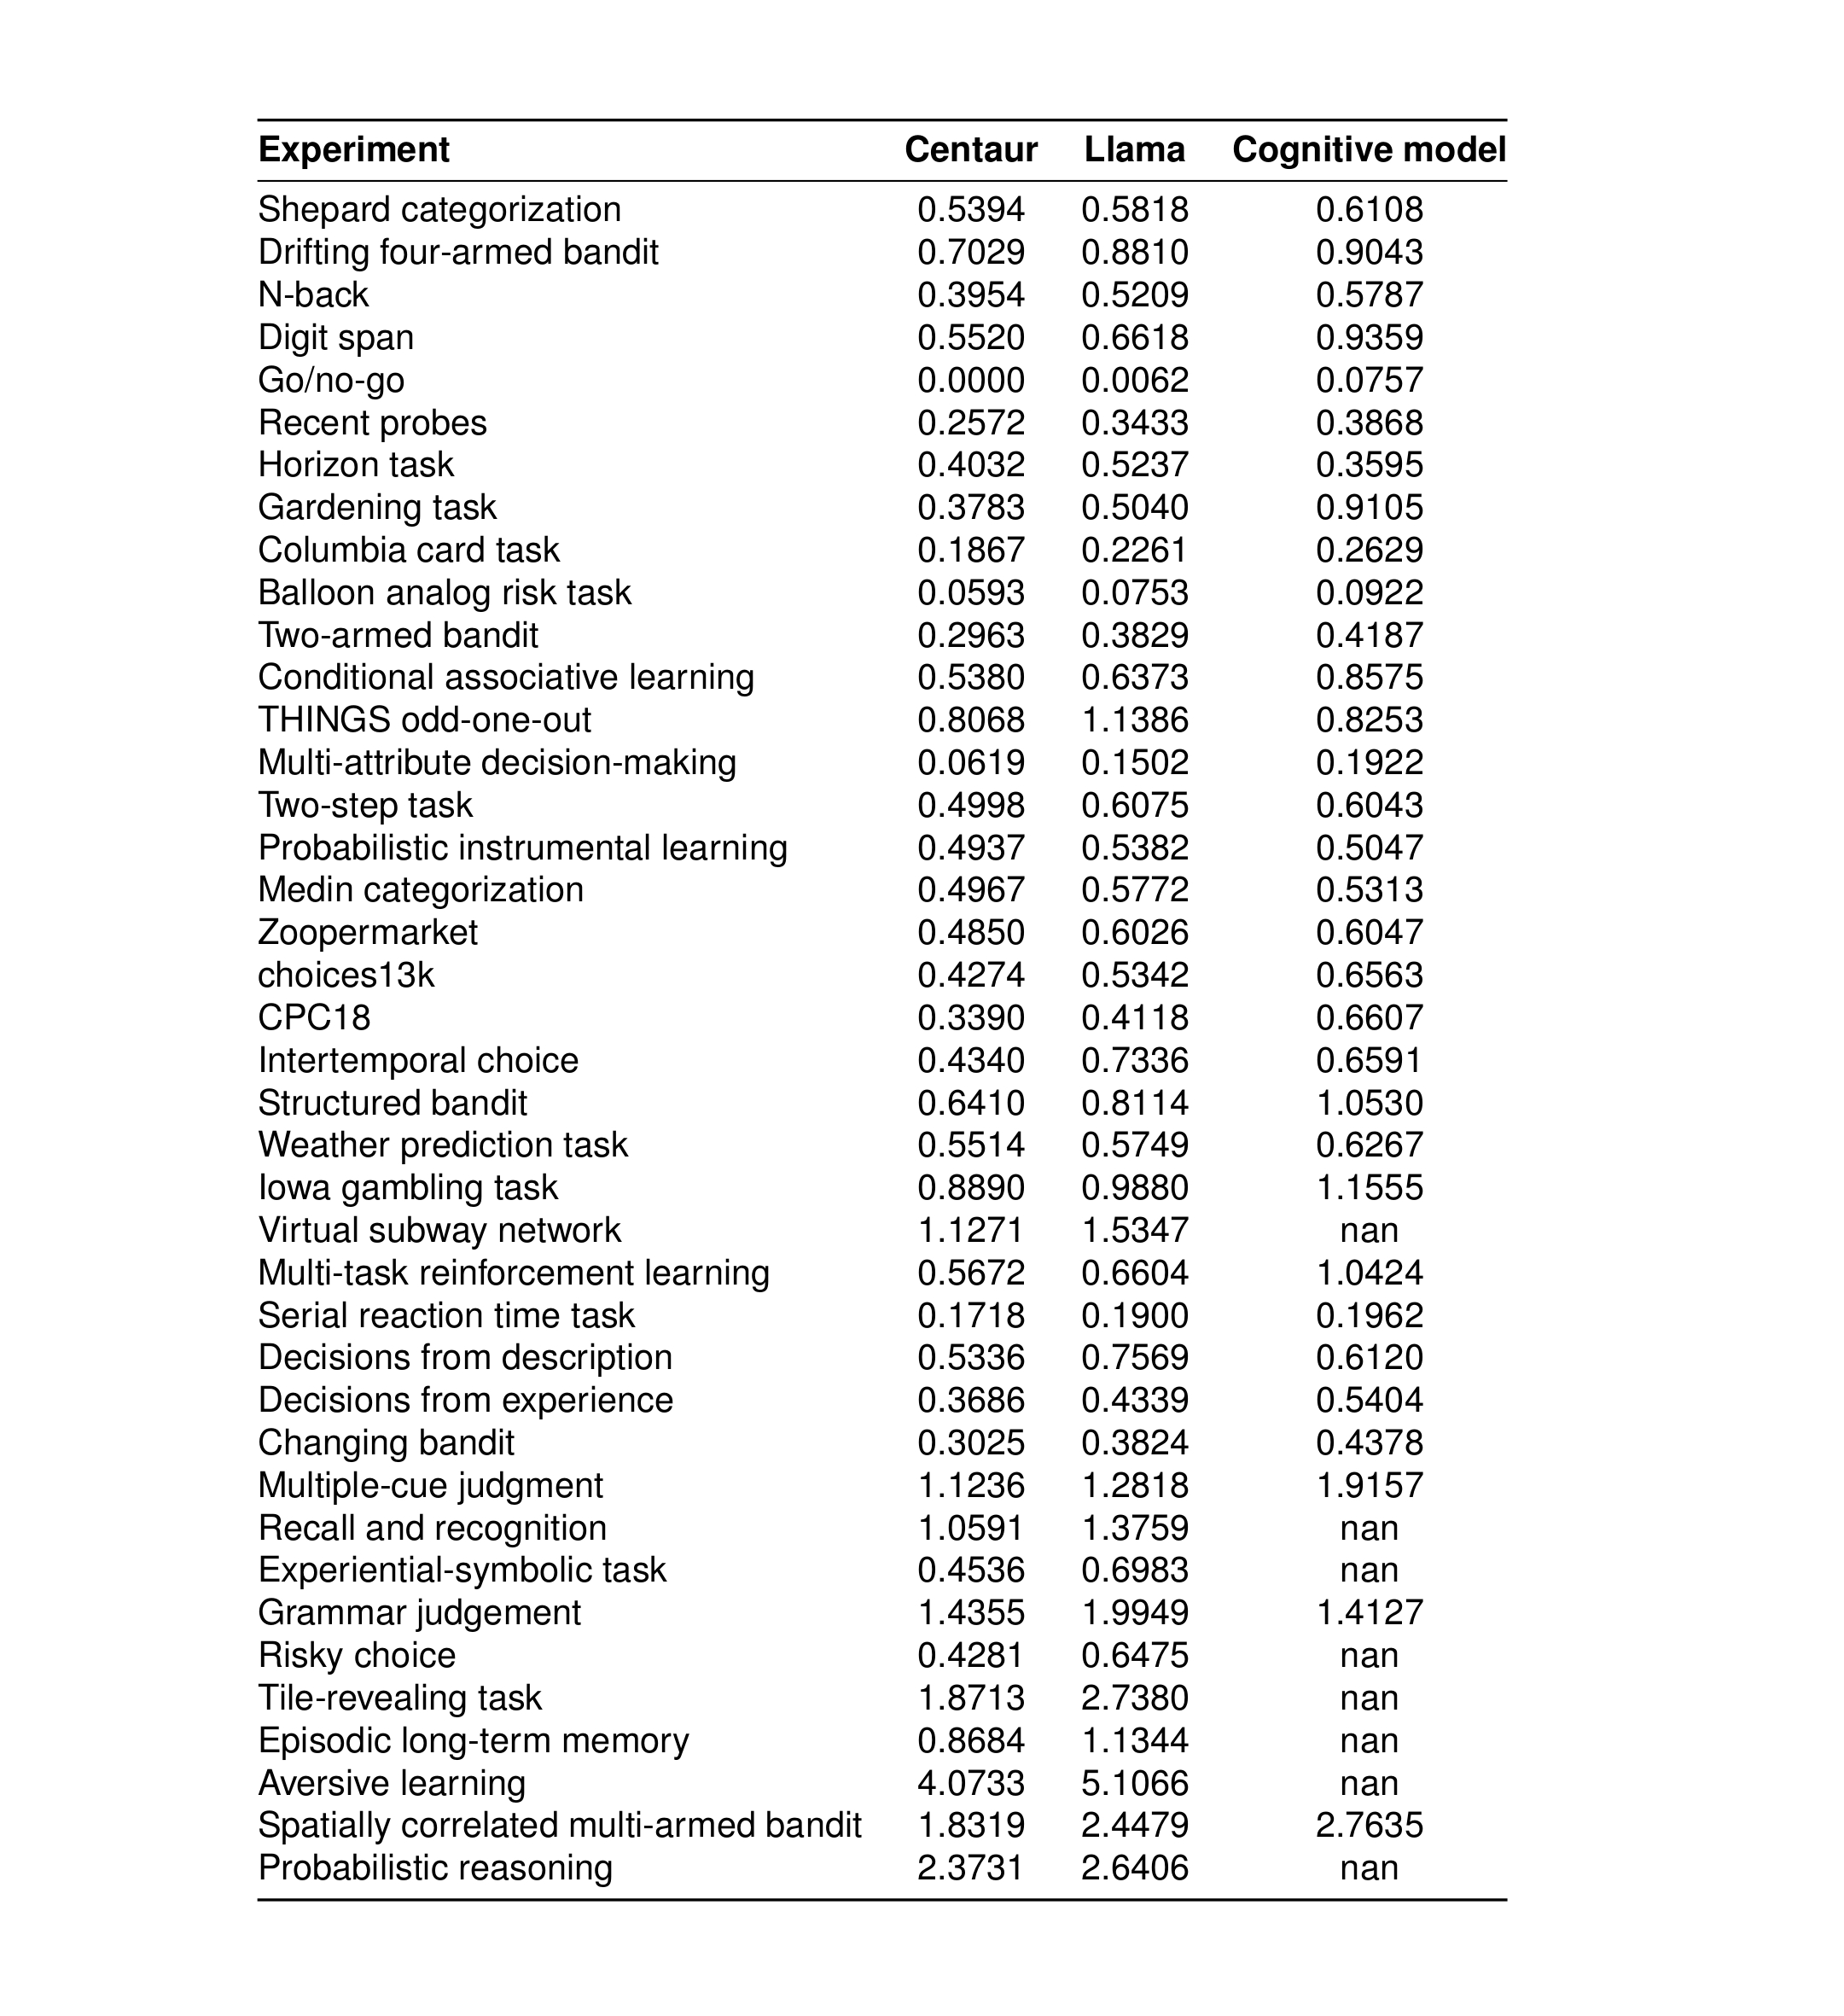 Experiment Centaur Llama Cognitive model
Shepard categorization 0.5394 0.5818 0.6108
Drifting four-armed bandit 0.7029 0.8810 0.9043
N-back 0.3954 0.5209 0.5787
Digit span 0.5520 0.6618 0.9359
Go/no-go 0.0000 0.0062 0.0757
Recent probes 0.2572 0.3433 0.3868
Horizon task 0.4032 0.5237 0.3595
Gardening task 0.3783 0.5040 0.9105
Columbia card task 0.1867 0.2261 0.2629
Balloon analog risk task 0.0593 0.0753 0.0922
Two-armed bandit 0.2963 0.3829 0.4187
Conditional associative learning 0.5380 0.6373 0.8575
THINGS odd-one-out 0.8068 1.1386 0.8253
Multi-attribute decision-making 0.0619 0.1502 0.1922
Two-step task 0.4998 0.6075 0.6043
Probabilistic instrumental learning 0.4937 0.5382 0.5047
Medin categorization 0.4967 0.5772 0.5313
Zoopermarket 0.4850 0.6026 0.6047
choices13k 0.4274 0.5342 0.6563
CPC18 0.3390 0.4118 0.6607
Intertemporal choice 0.4340 0.7336 0.6591
Structured bandit 0.6410 0.8114 1.0530
Weather prediction task 0.5514 0.5749 0.6267
Iowa gambling task 0.8890 0.9880 1.1555
Virtual subway network 1.1271 1.5347 nan
Multi-task reinforcement learning 0.5672 0.6604 1.0424
Serial reaction time task 0.1718 0.1900 0.1962
Decisions from description 0.5336 0.7569 0.6120
Decisions from experience 0.3686 0.4339 0.5404
Changing bandit 0.3025 0.3824 0.4378
Multiple-cue judgment 1.1236 1.2818 1.9157
Recall and recognition 1.0591 1.3759 nan
Experiential-symbolic task 0.4536 0.6983 nan
Grammar judgement 1.4355 1.9949 1.4127
Risky choice 0.4281 0.6475 nan
Tile-revealing task 1.8713 2.7380 nan
Episodic long-term memory 0.8684 1.1344 nan
Aversive learning 4.0733 5.1066 nan
Spatially correlated multi-armed bandit 1.8319 2.4479 2.7635
Probabilistic reasoning 2.3731 2.6406 nan